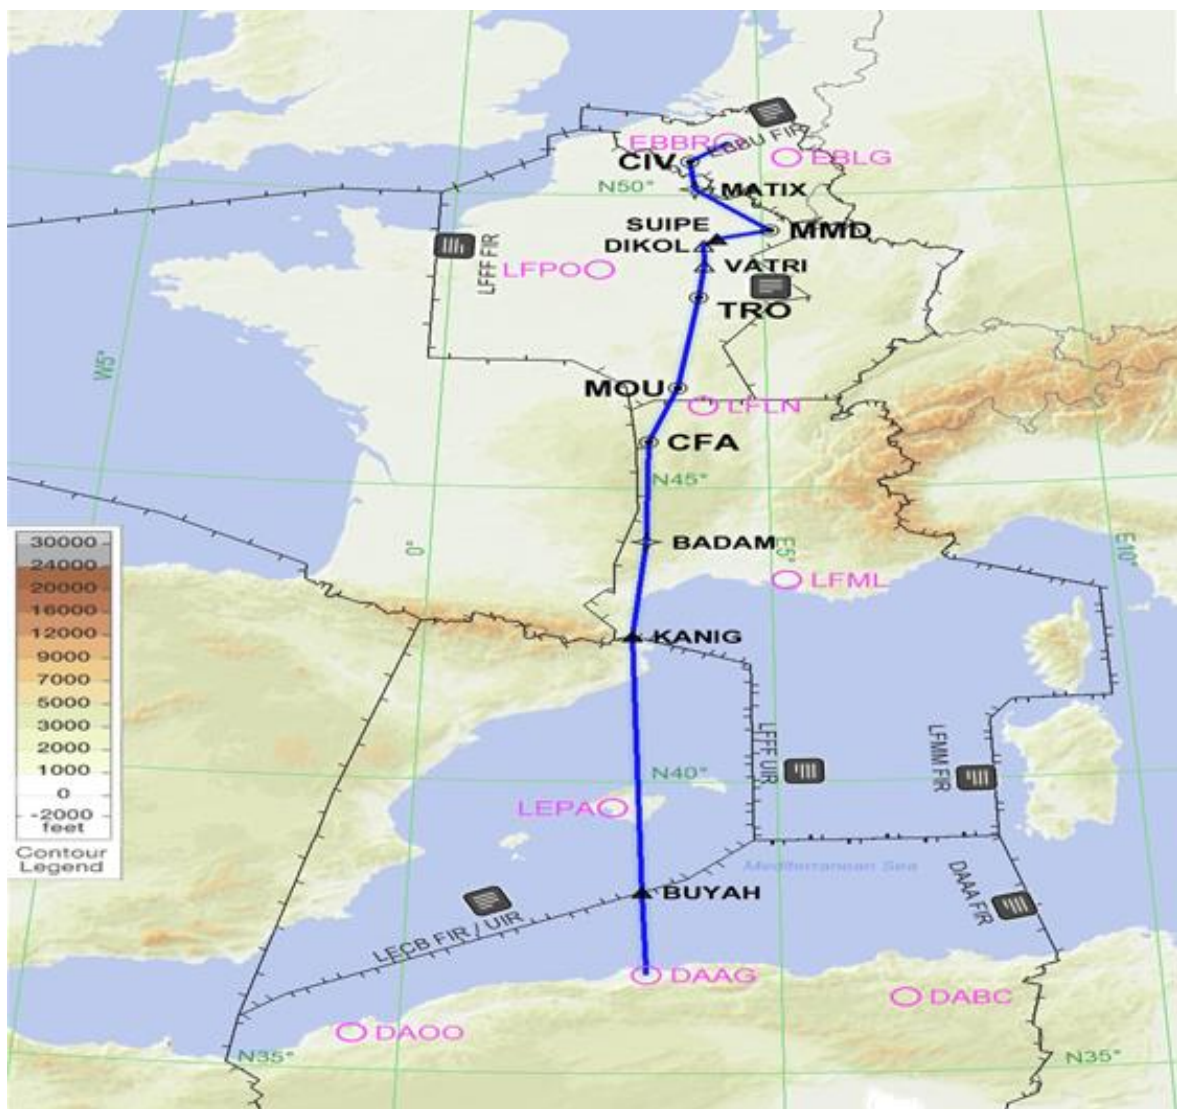 EBBR
EBBU FIR
EBLG
CIV
N50°
MATIX
SUIPE
MMD
DIKOL
LFFF FIR
LFPO
VATRI
TRO
W5°
MOU
LFLN
CFA
N45°
0°
BADAM
E5°
E10°
LFML
30000
24000
20000
16000
12000
9000
7000
5000
3000
2000
1000
0
-2000
feet
Contour
Legend
KANIG
LFFF UIR
LFMM FIR
N40°
LEPA
Mediterranean Sea
BUYAH
LECB FIR / UIR
DAAA FIR
DAAG
DABC
DAOO
N35°
N35°